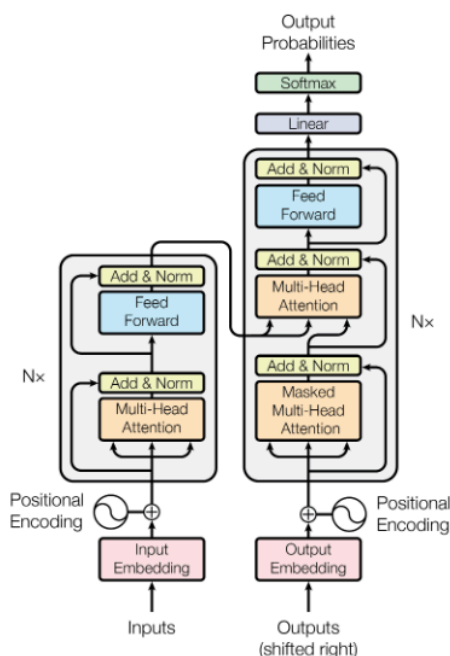 Output
Probabilities
Softmax
Linear
Add & Norm
Feed
Forward
Add & Norm
Multi-Head
Attention
Add & Norm
Masked
Multi-Head
Attention
Nx
Add & Norm
Feed
Forward
Add & Norm
Multi-Head
Attention
Nx
Positional
Encoding
Positional
Encoding
Input
Embedding
Output
Embedding
Inputs
Outputs
(shifted right)